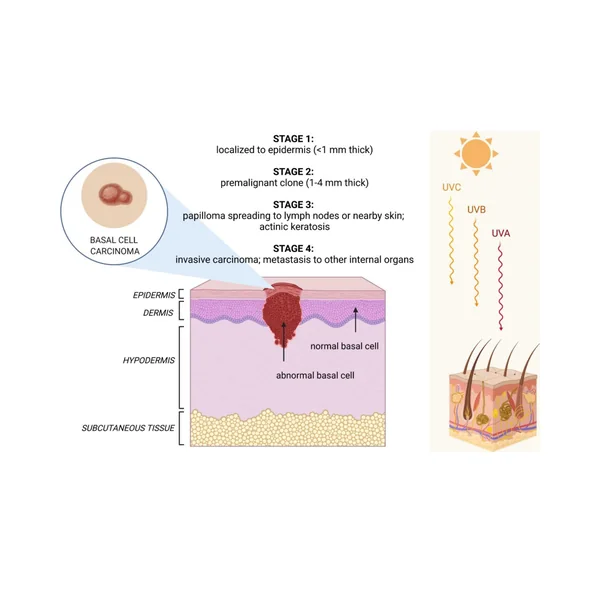 STAGE 1:
localized to epidermis (<1 mm thick)
STAGE 2:
premalignant clone (1-4 mm thick)
STAGE 3:
papilloma spreading to lymph nodes or nearby skin;
actinic keratosis
STAGE 4:
invasive carcinoma; metastasis to other internal organs
BASAL CELL
CARCINOMA
EPIDERMIS
DERMIS
HYPODERMIS
SUBCUTANEOUS TISSUE
normal basal cell
abnormal basal cell
UVC
UVB
UVA